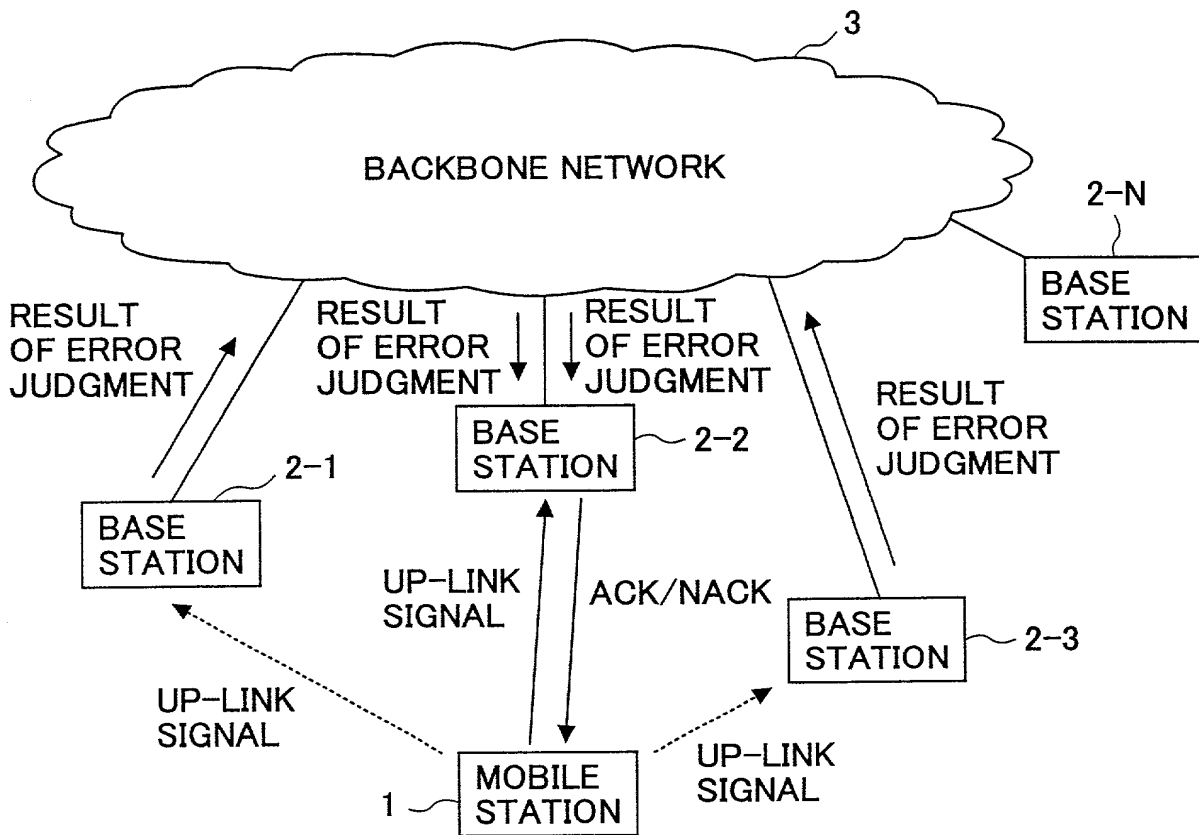 3
BACKBONE NETWORK
2-N
BASE
STATION
RESULT
OF ERROR
JUDGMENT
RESULT
OF ERROR
JUDGMENT
RESULT
OF ERROR
JUDGMENT
RESULT
OF ERROR
JUDGMENT
BASE
STATION
2-2
2-1
BASE
STATION
UP-LINK
SIGNAL
ACK/NACK
BASE
STATION
2-3
UP-LINK
SIGNAL
UP-LINK
SIGNAL
MOBILE
STATION
1